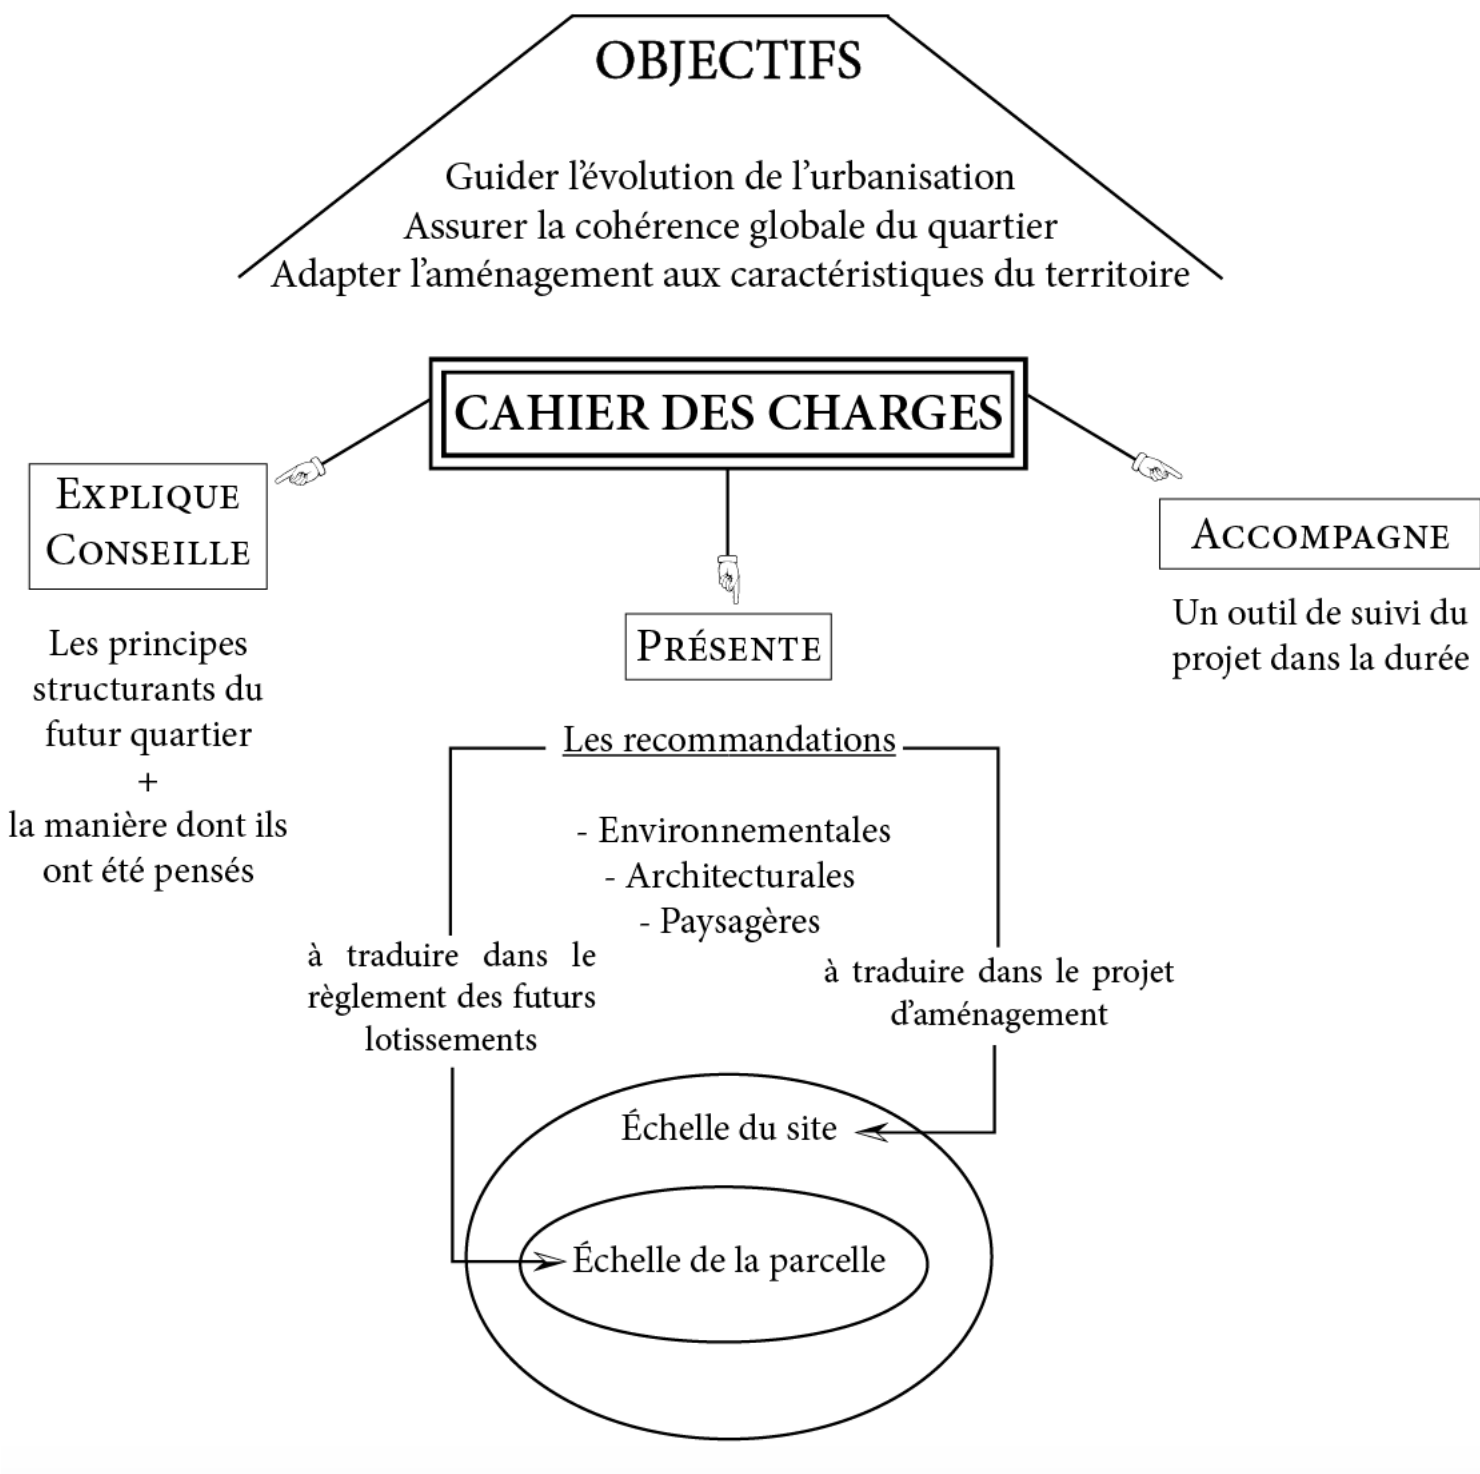 OBJECTIFS
Guider l'évolution de l'urbanisation
Assurer la cohérence globale du quartier
Adapter l'aménagement aux caractéristiques du territoire
CAHIER DES CHARGES
EXPLIQUE
CONSEILLE
Les principes
structurants du
futur quartier
+
la manière dont ils
ont été pensés
PRÉSENTE
Les recommandations
- Environnementales
- Architecturales
- Paysagères
à traduire dans le
règlement des futurs
lotissements
à traduire dans le projet
d'aménagement
Échelle du site
Échelle de la parcelle
ACCOMPAGNE
Un outil de suivi du
projet dans la durée